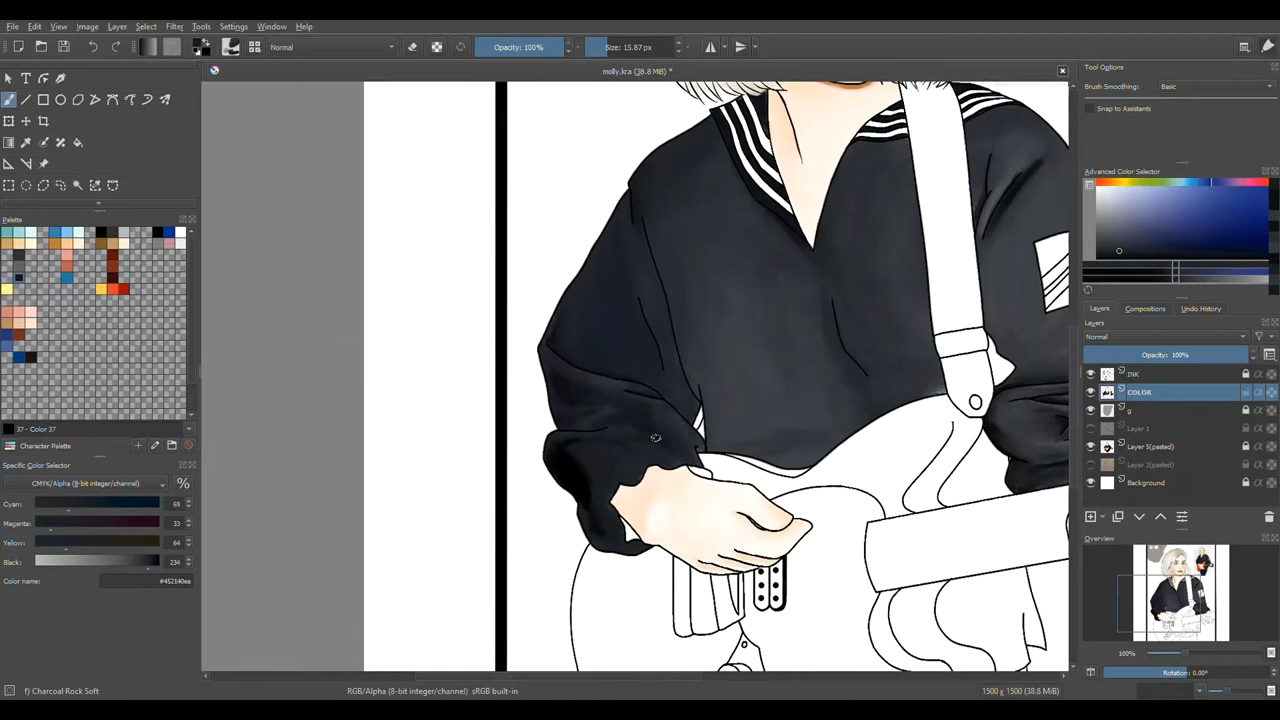 File Edit View Image Layer Select Filter Tools Settings Window Help
Normal Opacity: 100% Size: 15.87 px
molly.kra (38.8 MiB) *
Palette
37 - Color 37
Character Palette
Specific Color Selector
CMYK/Alpha (8-bit integer/channel) %
Cyan: 69
Magenta: 33
Yellow: 64
Black: 234
Color name: #452140ea
Tool Options
Brush Smoothing: Basic
Snap to Assistants
Advanced Color Selector
Layers Compositions Undo History
Layers
Normal
Opacity: 100%
INK
COLOR
g
Layer 1
Layer 5(pasted)
Layer 2(pasted)
Background
Overview
100%
Rotation: 0.00°
f) Charcoal Rock Soft RGB/Alpha (8-bit integer/channel) sRGB built-in 1500 x 1500 (38.8 MiB)